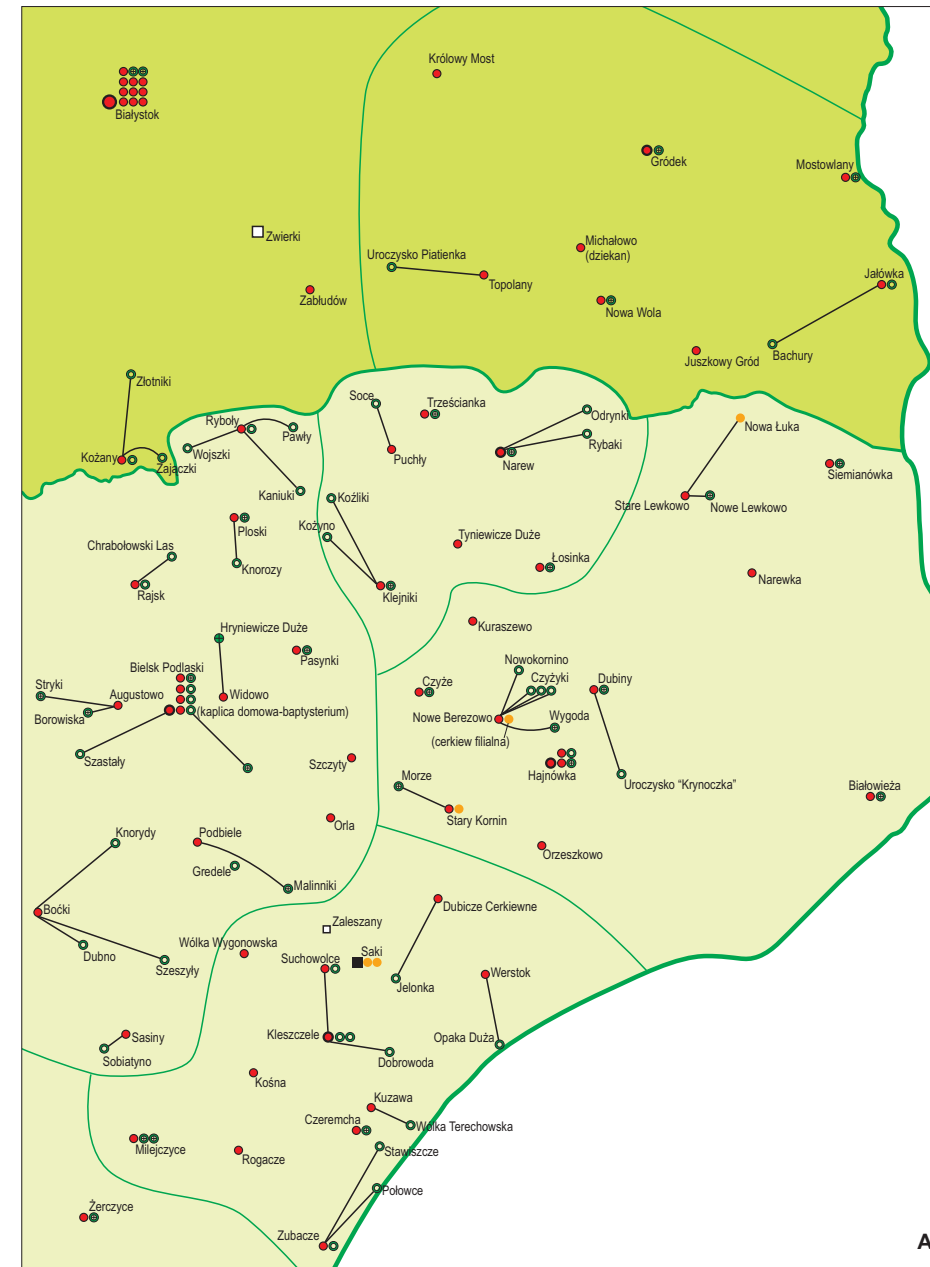 Królowy Most
Białystok
Gródek
Mostowlany
Zwierki
Michałowo
(dziekan)
Uroczysko Piatienka
Topolany
Jałówka
Zabłudów
Nowa Wola
Juszkowy Gród
Bachury
Złotniki
Soce
Trześcianka
Odrynki
Ryboły
Pawły
Nowa Łuka
Rybaki
Kożany
Zajączki
Wojszki
Puchły
Narew
Siemianówka
Kaniuki
Koźliki
Stare Lewkowo
Nowe Lewkowo
Ploski
Kożyno
Tyniewicze Duże
Chrabołowski Las
Knorozy
Łosinka
Narewka
Rajsk
Klejniki
Hryniewicze Duże
Kuraszewo
Pasynki
Nowokornino
Bielsk Podlaski
Czyże
Czyżyki
Dubiny
Stryki
Augustowo
Widowo
Borowiska
(kaplica domowa-baptysterium)
Nowe Berezowo
Wygoda
(cerkiew filialna)
Szastały
Szczyty
Hajnówka
Morze
Uroczysko “Krynoczka”
Białowieża
Stary Kornin
Orla
Knorydy
Podbiele
Orzeszkowo
Gredele
Malinniki
Boćki
Dubicze Cerkiewne
Zaleszany
Wólka Wygonowska
Saki
Dubno
Szeszyły
Suchowolce
Werstok
Jelonka
Kleszczele
Opaka Duża
Sasiny
Sobiatyno
Dobrowoda
Kośna
Kuzawa
Czeremcha
Wólka Terechowska
Milejczyce
Rogacze
Stawiszcze
Połowce
Żerczyce
Zubacze
A